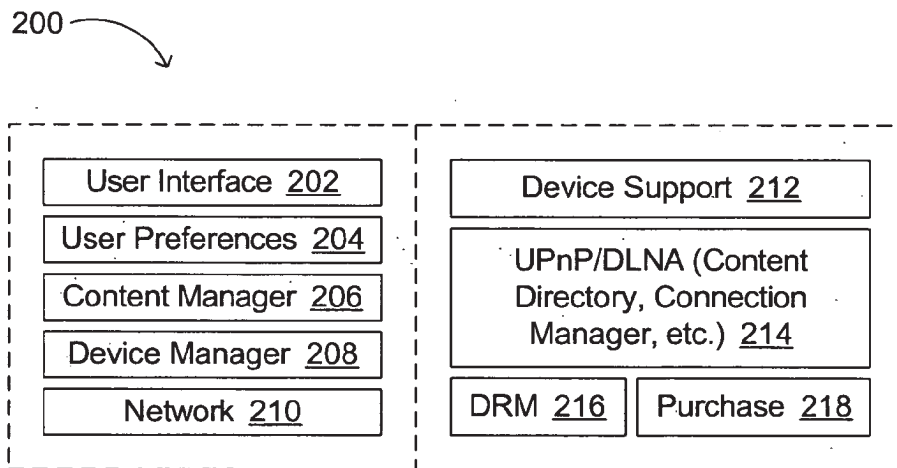 200
User Interface 202
User Preferences 204
Content Manager 206
Device Manager 208
Network 210
Device Support 212
UPnP/DLNA (Content
Directory, Connection
Manager, etc.) 214
DRM 216
Purchase 218